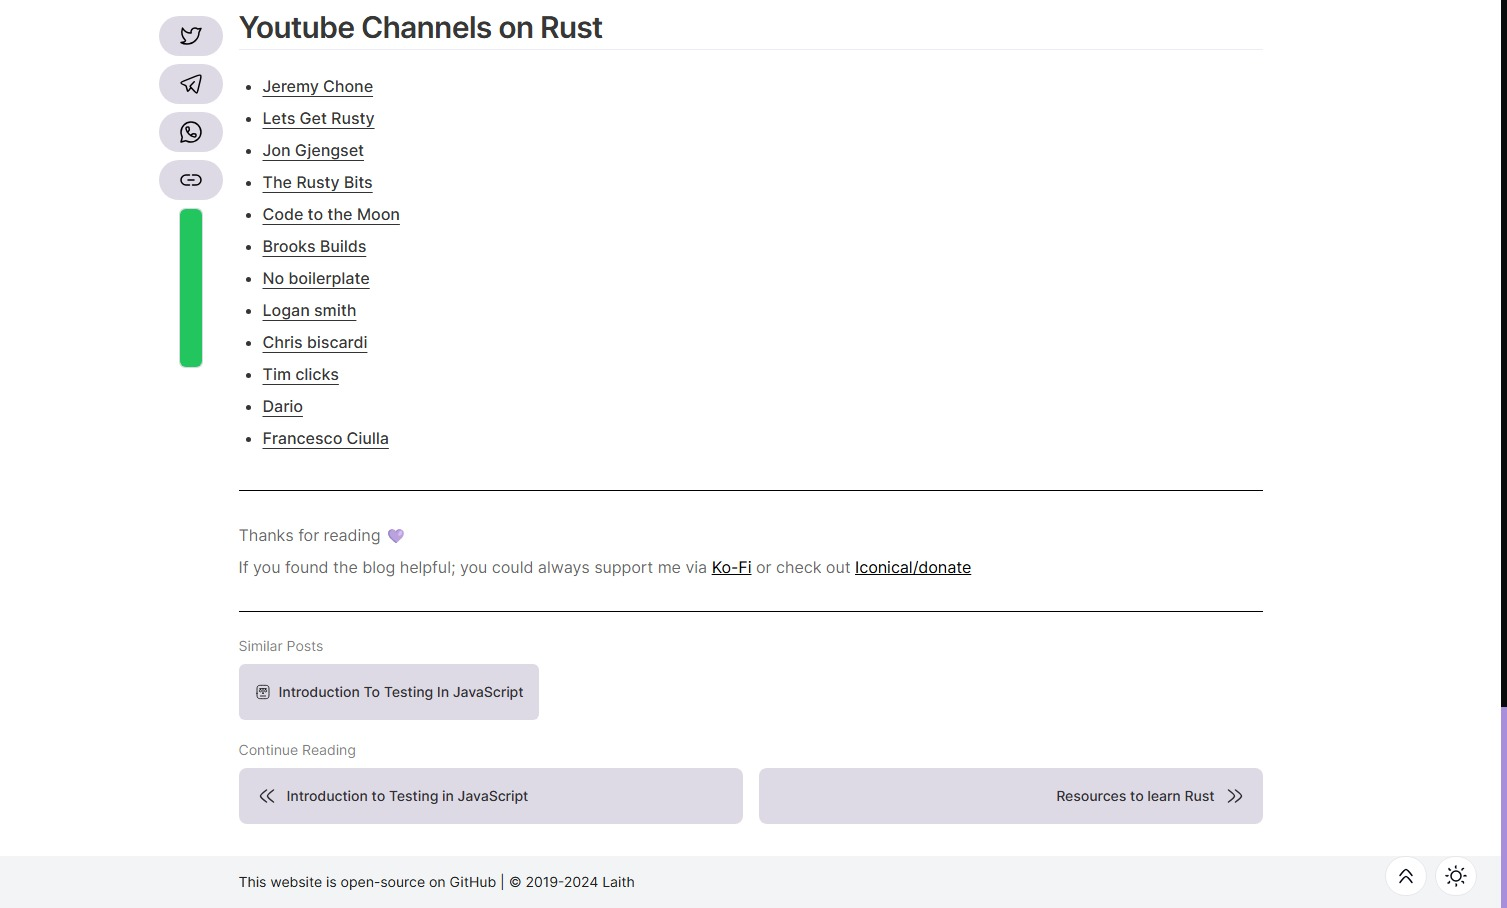 Youtube Channels on Rust
Jeremy Chone
Lets Get Rusty
Jon Gjengset
The Rusty Bits
Code to the Moon
Brooks Builds
No boilerplate
Logan smith
Chris biscardi
Tim clicks
Dario
Francesco Ciulla
Thanks for reading 💜
If you found the blog helpful; you could always support me via Ko-Fi or check out Iconical/donate
Similar Posts
Introduction To Testing In JavaScript
Continue Reading
Introduction to Testing in JavaScript
Resources to learn Rust
This website is open-source on GitHub | © 2019-2024 Laith